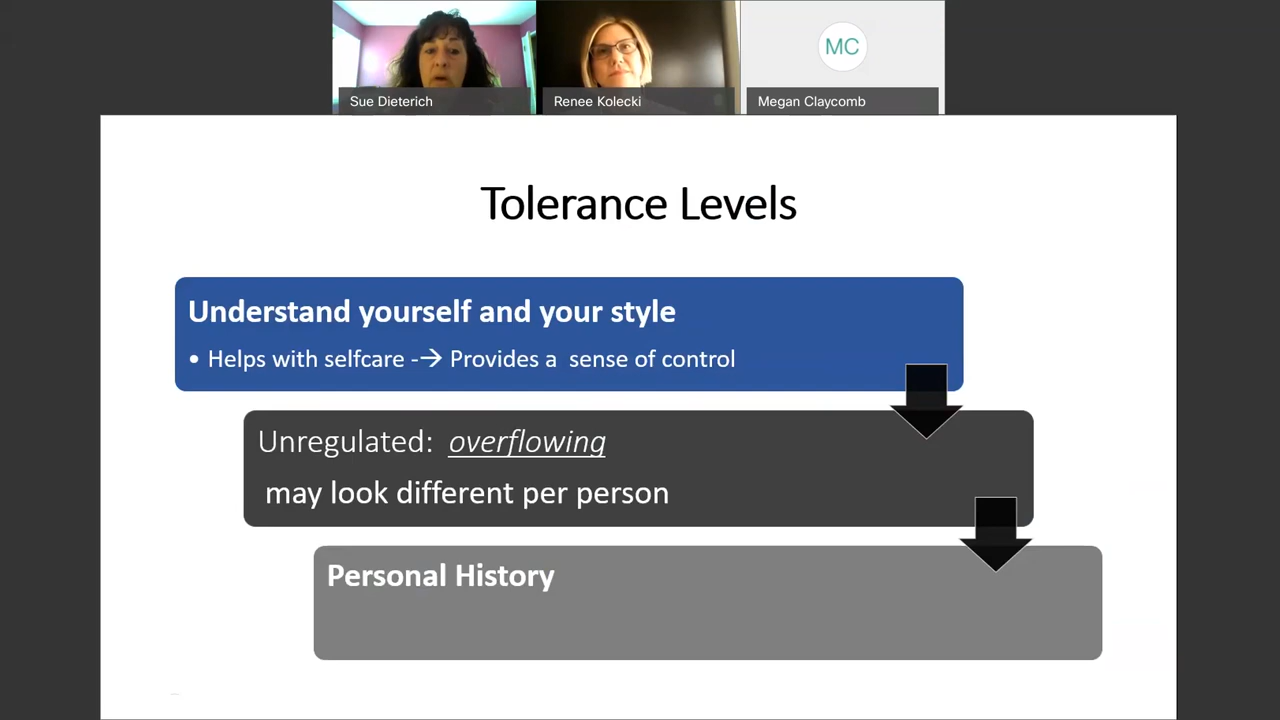 MC
Sue Dieterich
Renee Kolecki
Megan Claycomb
Tolerance Levels
Understand yourself and your style
• Helps with selfcare -→ Provides a  sense of control
Unregulated:  overflowing
may look different per person
Personal History